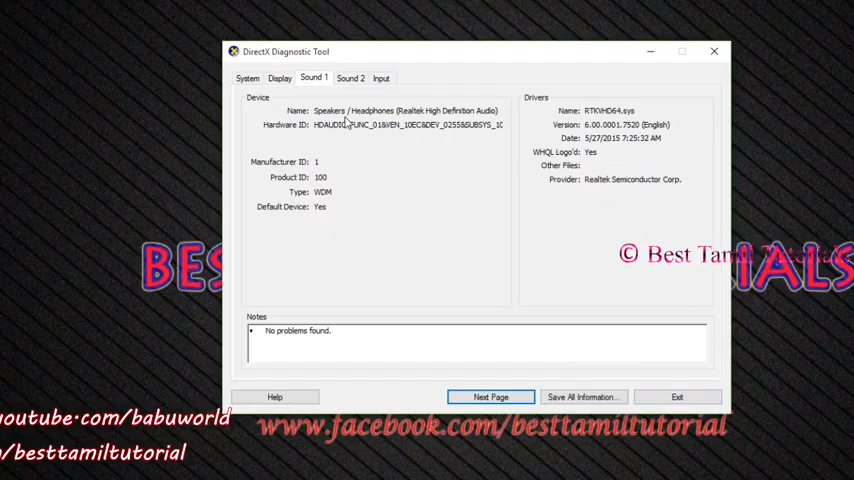 DirectX Diagnostic Tool
System Display Sound 1 Sound 2 Input
Device
Name: Speakers / Headphones (Realtek High Definition Audio)
Hardware ID: HDAUDIO\FUNC_01&VEN_10EC&DEV_0255&SUBSYS_10
Manufacturer ID: 1
Product ID: 100
Type: WDM
Default Device: Yes
Drivers
Name: RTKVHD64.sys
Version: 6.00.0001.7520 (English)
Date: 5/27/2015 7:25:32 AM
WHQL Logo'd: Yes
Other Files:
Provider: Realtek Semiconductor Corp.
BES
© Best Tamil Tutorials
IALS
Notes
• No problems found.
Help Next Page Save All Information... Exit
youtube.com/babuworld
www.facebook.com/besttamiltutorial
/besttamiltutorial